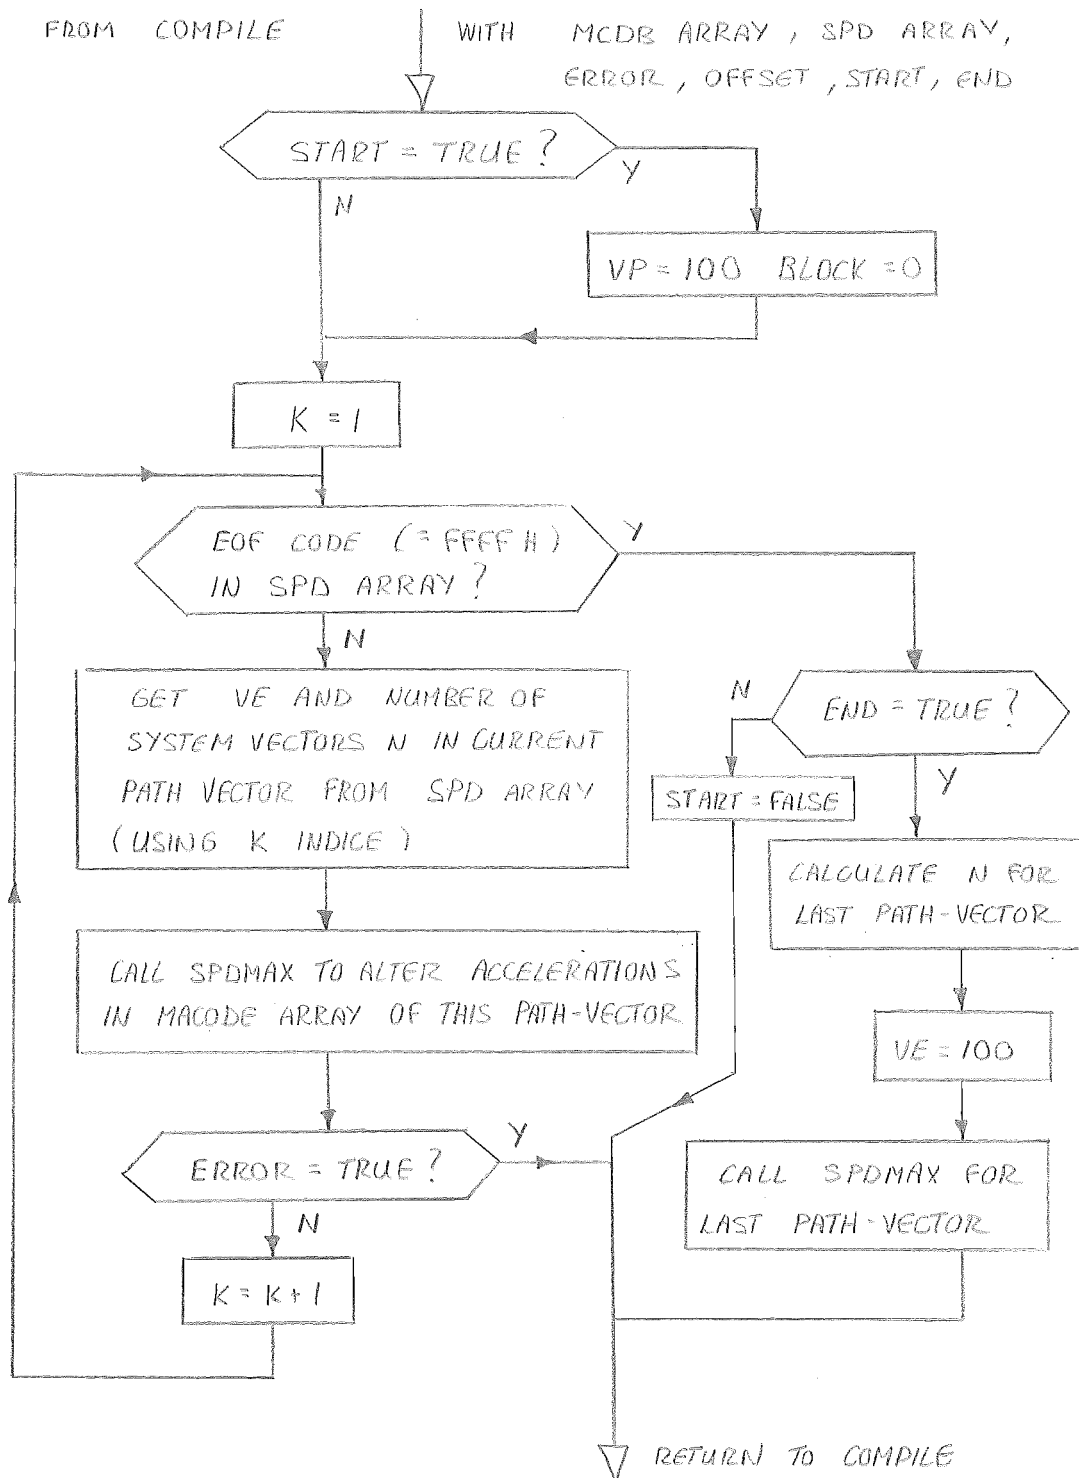 FROM COMPILE
WITH MCDB ARRAY, SPD ARRAY,
ERROR, OFFSET, START, END
START = TRUE?
Y
N
VP = 100 BLOCK = 0
K = 1
EOF CODE (= FFFF H)
IN SPD ARRAY?
Y
N
GET VE AND NUMBER OF
SYSTEM VECTORS N IN CURRENT
PATH VECTOR FROM SPD ARRAY
(USING K INDICE)
N
END = TRUE?
Y
START = FALSE
CALCULATE N FOR
LAST PATH-VECTOR
CALL SPDMAX TO ALTER ACCELERATIONS
IN MACODE ARRAY OF THIS PATH-VECTOR
VE = 100
ERROR = TRUE?
Y
N
CALL SPDMAX FOR
LAST PATH-VECTOR
K = K + 1
RETURN TO COMPILE